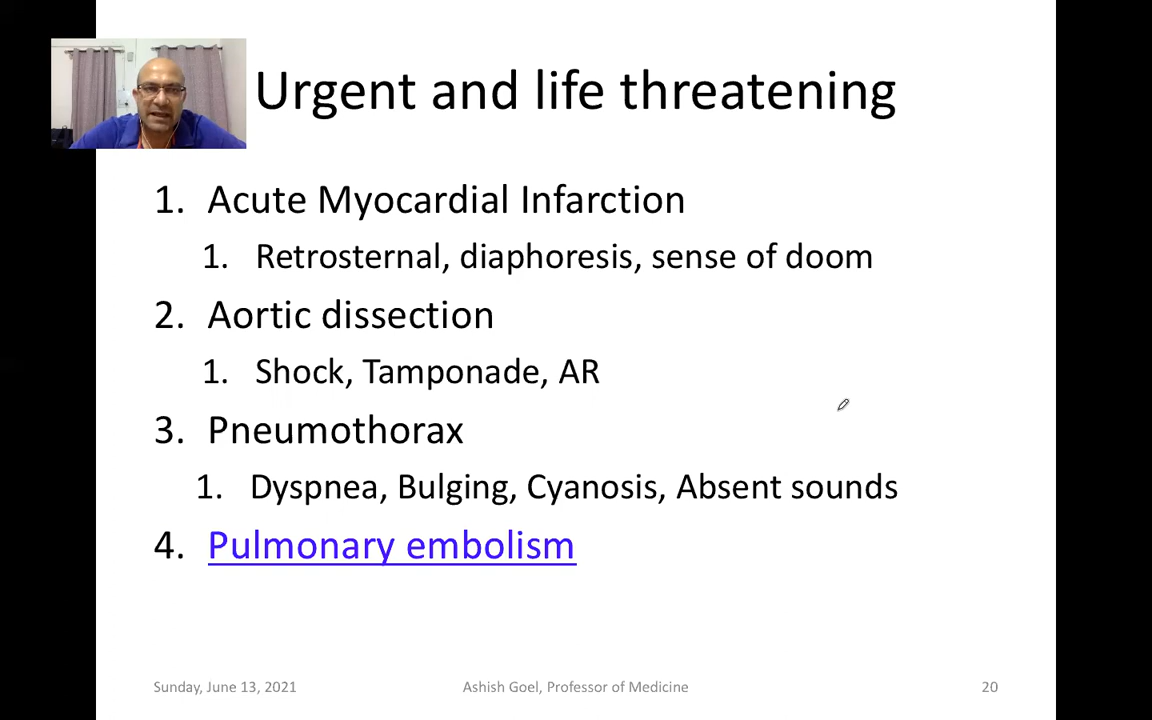 Urgent and life threatening
1. Acute Myocardial Infarction
1. Retrosternal, diaphoresis, sense of doom
2. Aortic dissection
1. Shock, Tamponade, AR
3. Pneumothorax
1. Dyspnea, Bulging, Cyanosis, Absent sounds
4. Pulmonary embolism
Sunday, June 13, 2021
Ashish Goel, Professor of Medicine
20